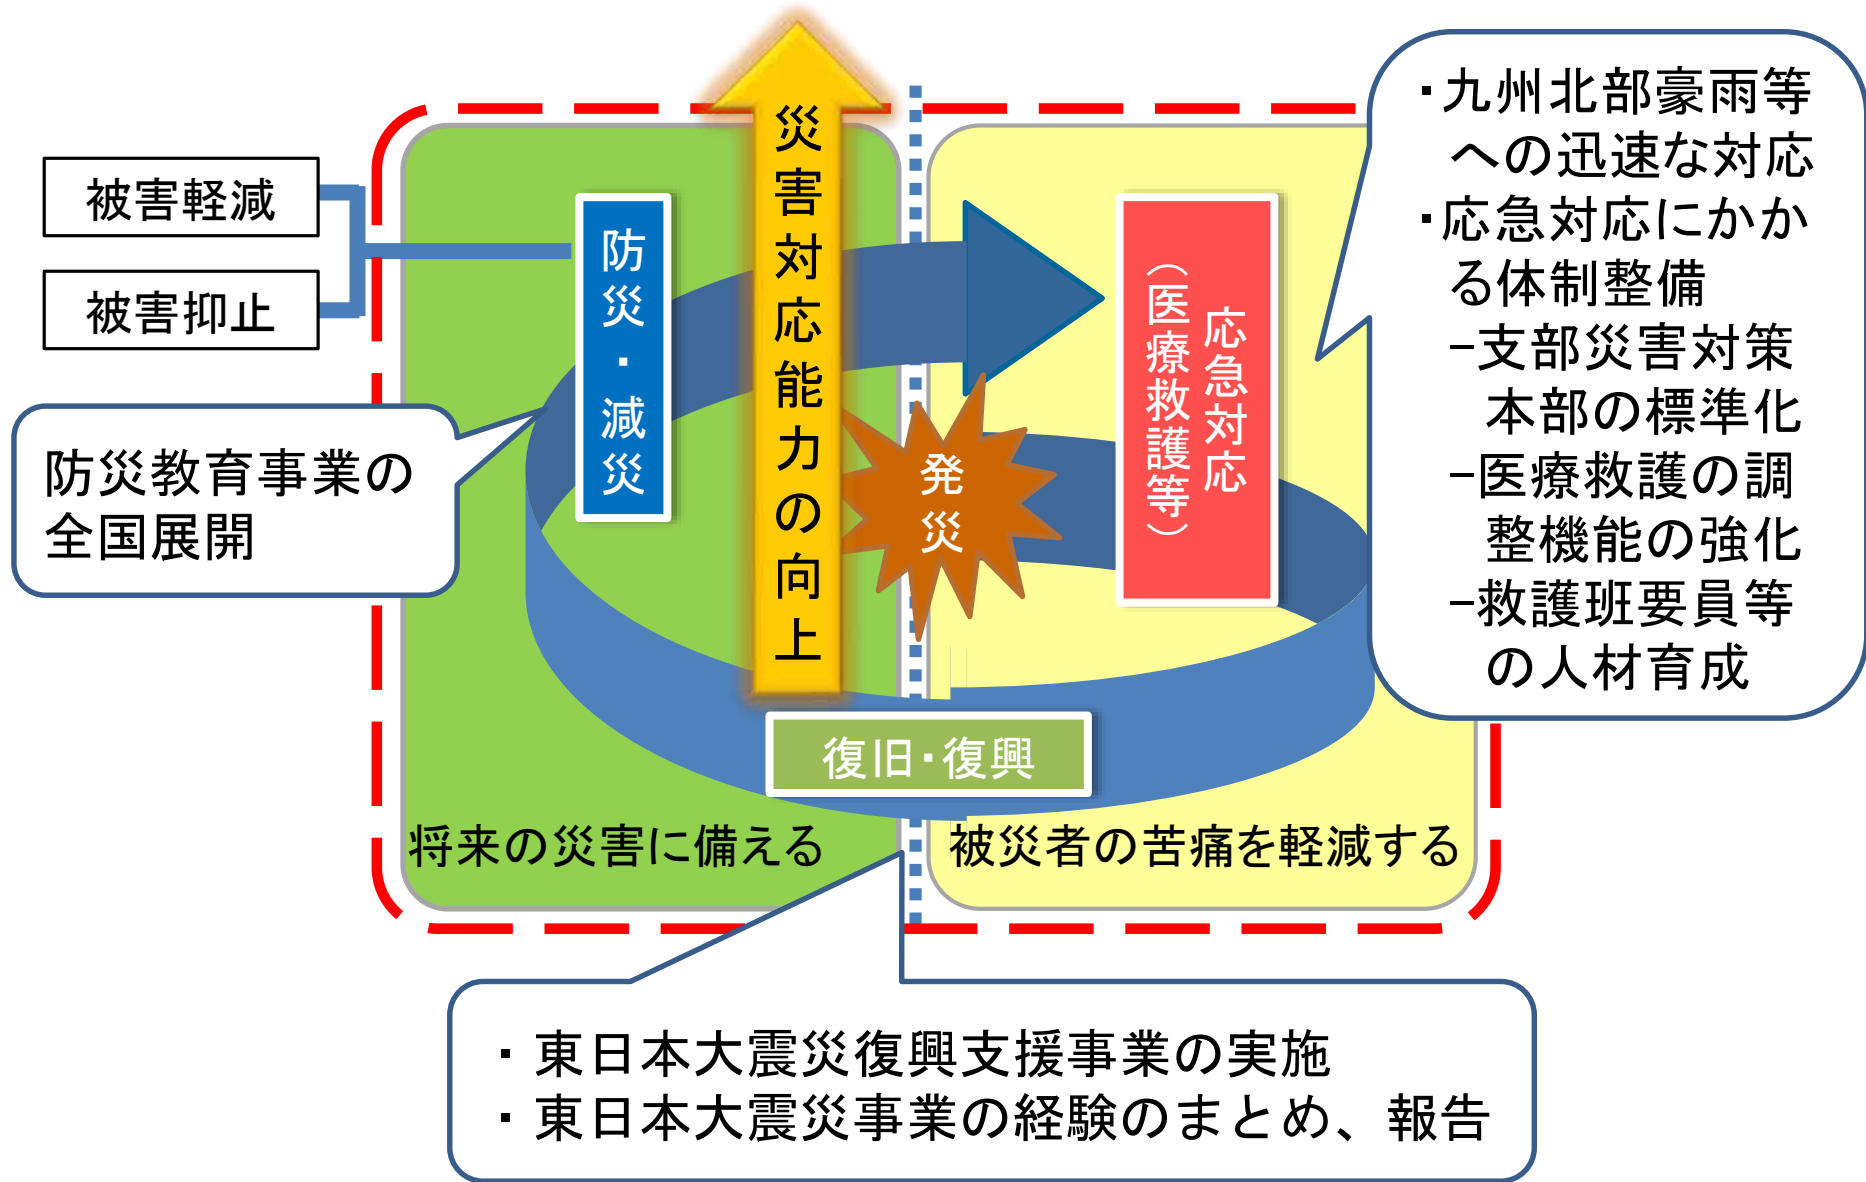 被害軽減
被害抑止
防災・減災
災害対応能力の向上
発災
応急対応
（医療救護等）
復旧・復興
将来の災害に備える
被災者の苦痛を軽減する
防災教育事業の
全国展開
・九州北部豪雨等
への迅速な対応
・応急対応にかか
る体制整備
−支部災害対策
本部の標準化
−医療救護の調
整機能の強化
−救護班要員等
の人材育成
・東日本大震災復興支援事業の実施
・東日本大震災事業の経験のまとめ、報告